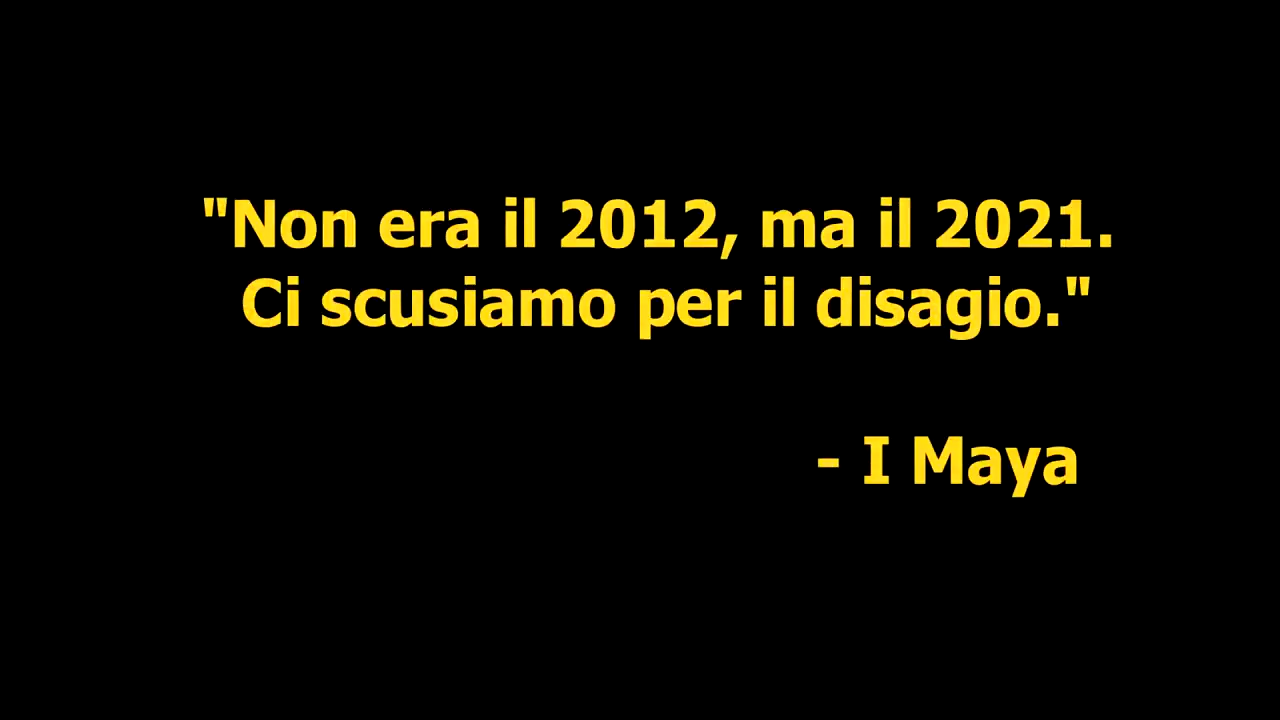 "Non era il 2012, ma il 2021.
Ci scusiamo per il disagio."
- I Maya